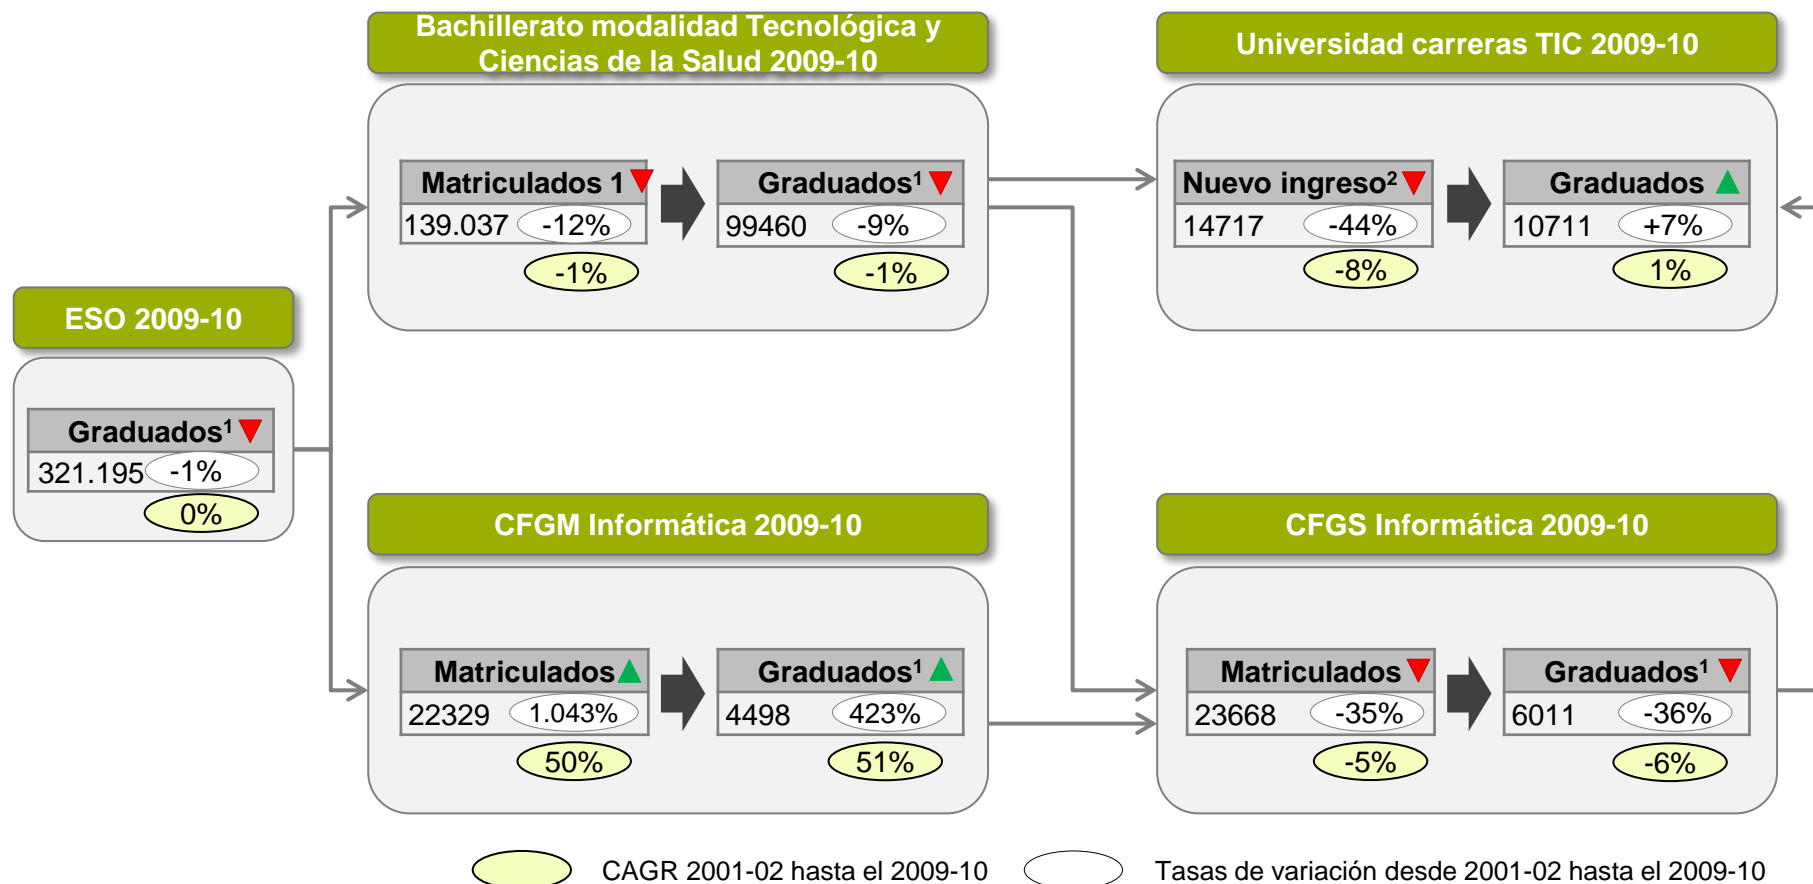 Bachillerato modalidad Tecnológica y
Ciencias de la Salud 2009-10
Matriculados 1
139.037
-12%
-1%
Graduados¹
99460
-9%
-1%
Universidad carreras TIC 2009-10
Nuevo ingreso²
14717
-44%
-8%
Graduados
10711
+7%
1%
ESO 2009-10
Graduados¹
321.195
-1%
0%
CFGM Informática 2009-10
Matriculados
22329
1.043%
50%
Graduados¹
4498
423%
51%
CFGS Informática 2009-10
Matriculados
23668
-35%
-5%
Graduados¹
6011
-36%
-6%
CAGR 2001-02 hasta el 2009-10
Tasas de variación desde 2001-02 hasta el 2009-10